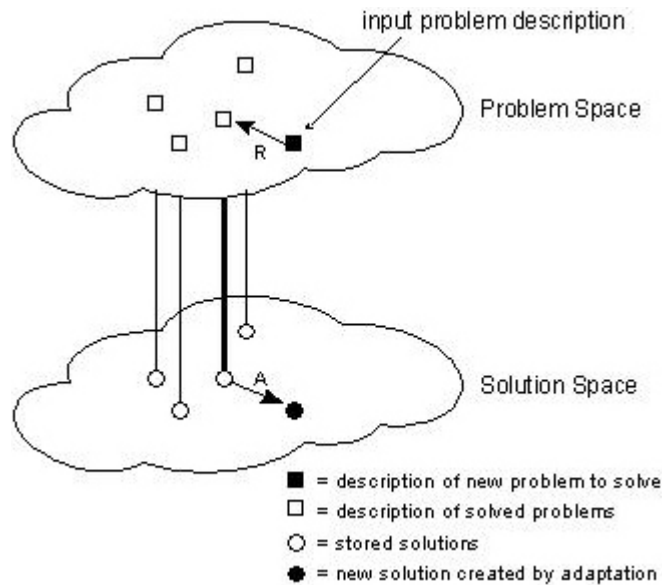 input problem description
Problem Space
R
A
Solution Space
= description of new problem to solve
= description of solved problems
= stored solutions
= new solution created by adaptation